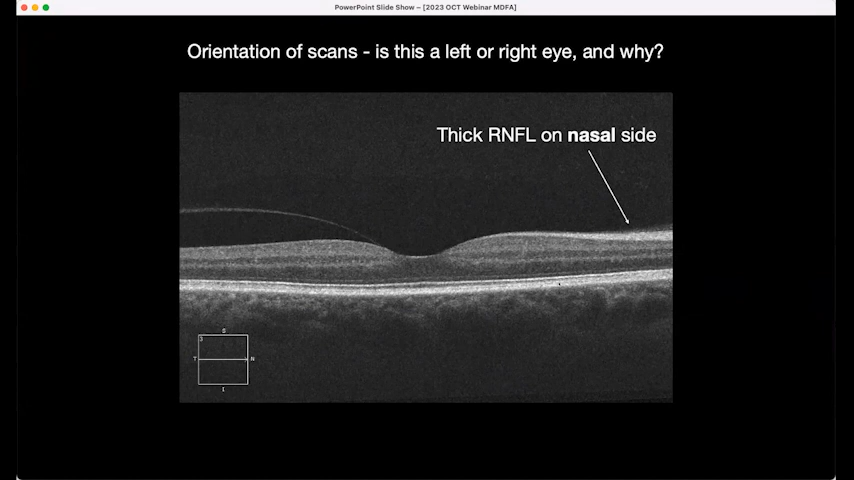 PowerPoint Slide Show – [2023 OCT Webinar MDFA]
Orientation of scans - is this a left or right eye, and why?
Thick RNFL on nasal side
S
3
T
N
I